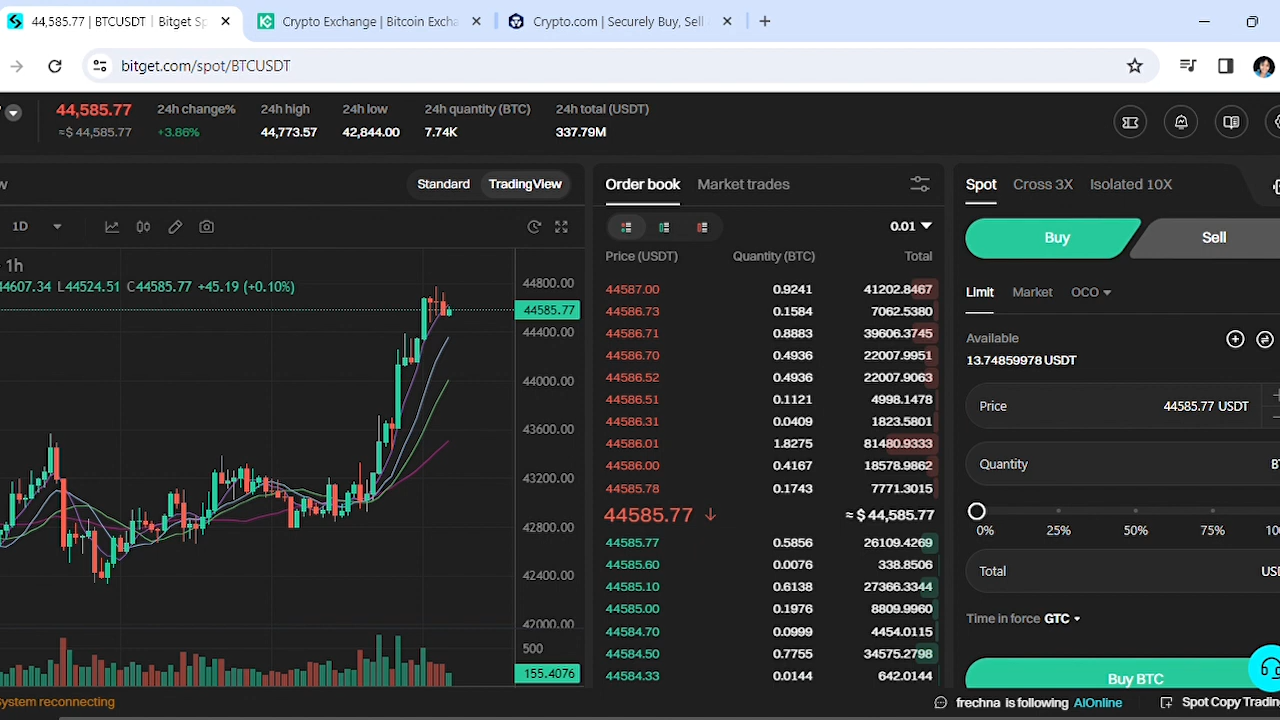 44,585.77 | BTCUSDT | Bitget Sp
Crypto Exchange | Bitcoin Excha
Crypto.com | Securely Buy, Sell
bitget.com/spot/BTCUSDT
44,585.77 24h change% 24h high 24h low 24h quantity (BTC) 24h total (USDT)
≈$ 44,585.77 +3.86% 44,773.57 42,844.00 7.74K 337.79M
w Standard TradingView
1D
1h
44607.34 L44524.51 C44585.77 +45.19 (+0.10%)
44800.00
44585.77
44400.00
44000.00
43600.00
43200.00
42800.00
42400.00
42000.00
500
155.4076
System reconnecting
Order book Market trades
0.01
Price (USDT) Quantity (BTC) Total
44587.00 0.9241 41202.8467
44586.73 0.1584 7062.5380
44586.71 0.8883 39606.3745
44586.70 0.4936 22007.9951
44586.52 0.4936 22007.9063
44586.51 0.1121 4998.1478
44586.31 0.0409 1823.5801
44586.01 1.8275 81480.9333
44586.00 0.4167 18578.9862
44585.78 0.1743 7771.3015
44585.77 ↓ ≈ $ 44,585.77
44585.77 0.5856 26109.4269
44585.60 0.0076 338.8506
44585.10 0.6138 27366.3344
44585.00 0.1976 8809.9960
44584.70 0.0999 4454.0115
44584.50 0.7755 34575.2798
44584.33 0.0144 642.0144
Spot Cross 3X Isolated 10X
Buy Sell
Limit Market OCO
Available
13.74859978 USDT
Price 44585.77 USDT
Quantity
0% 25% 50% 75%
Total
Time in force GTC
Buy BTC
frechna is following AIOnline Spot Copy Tradin